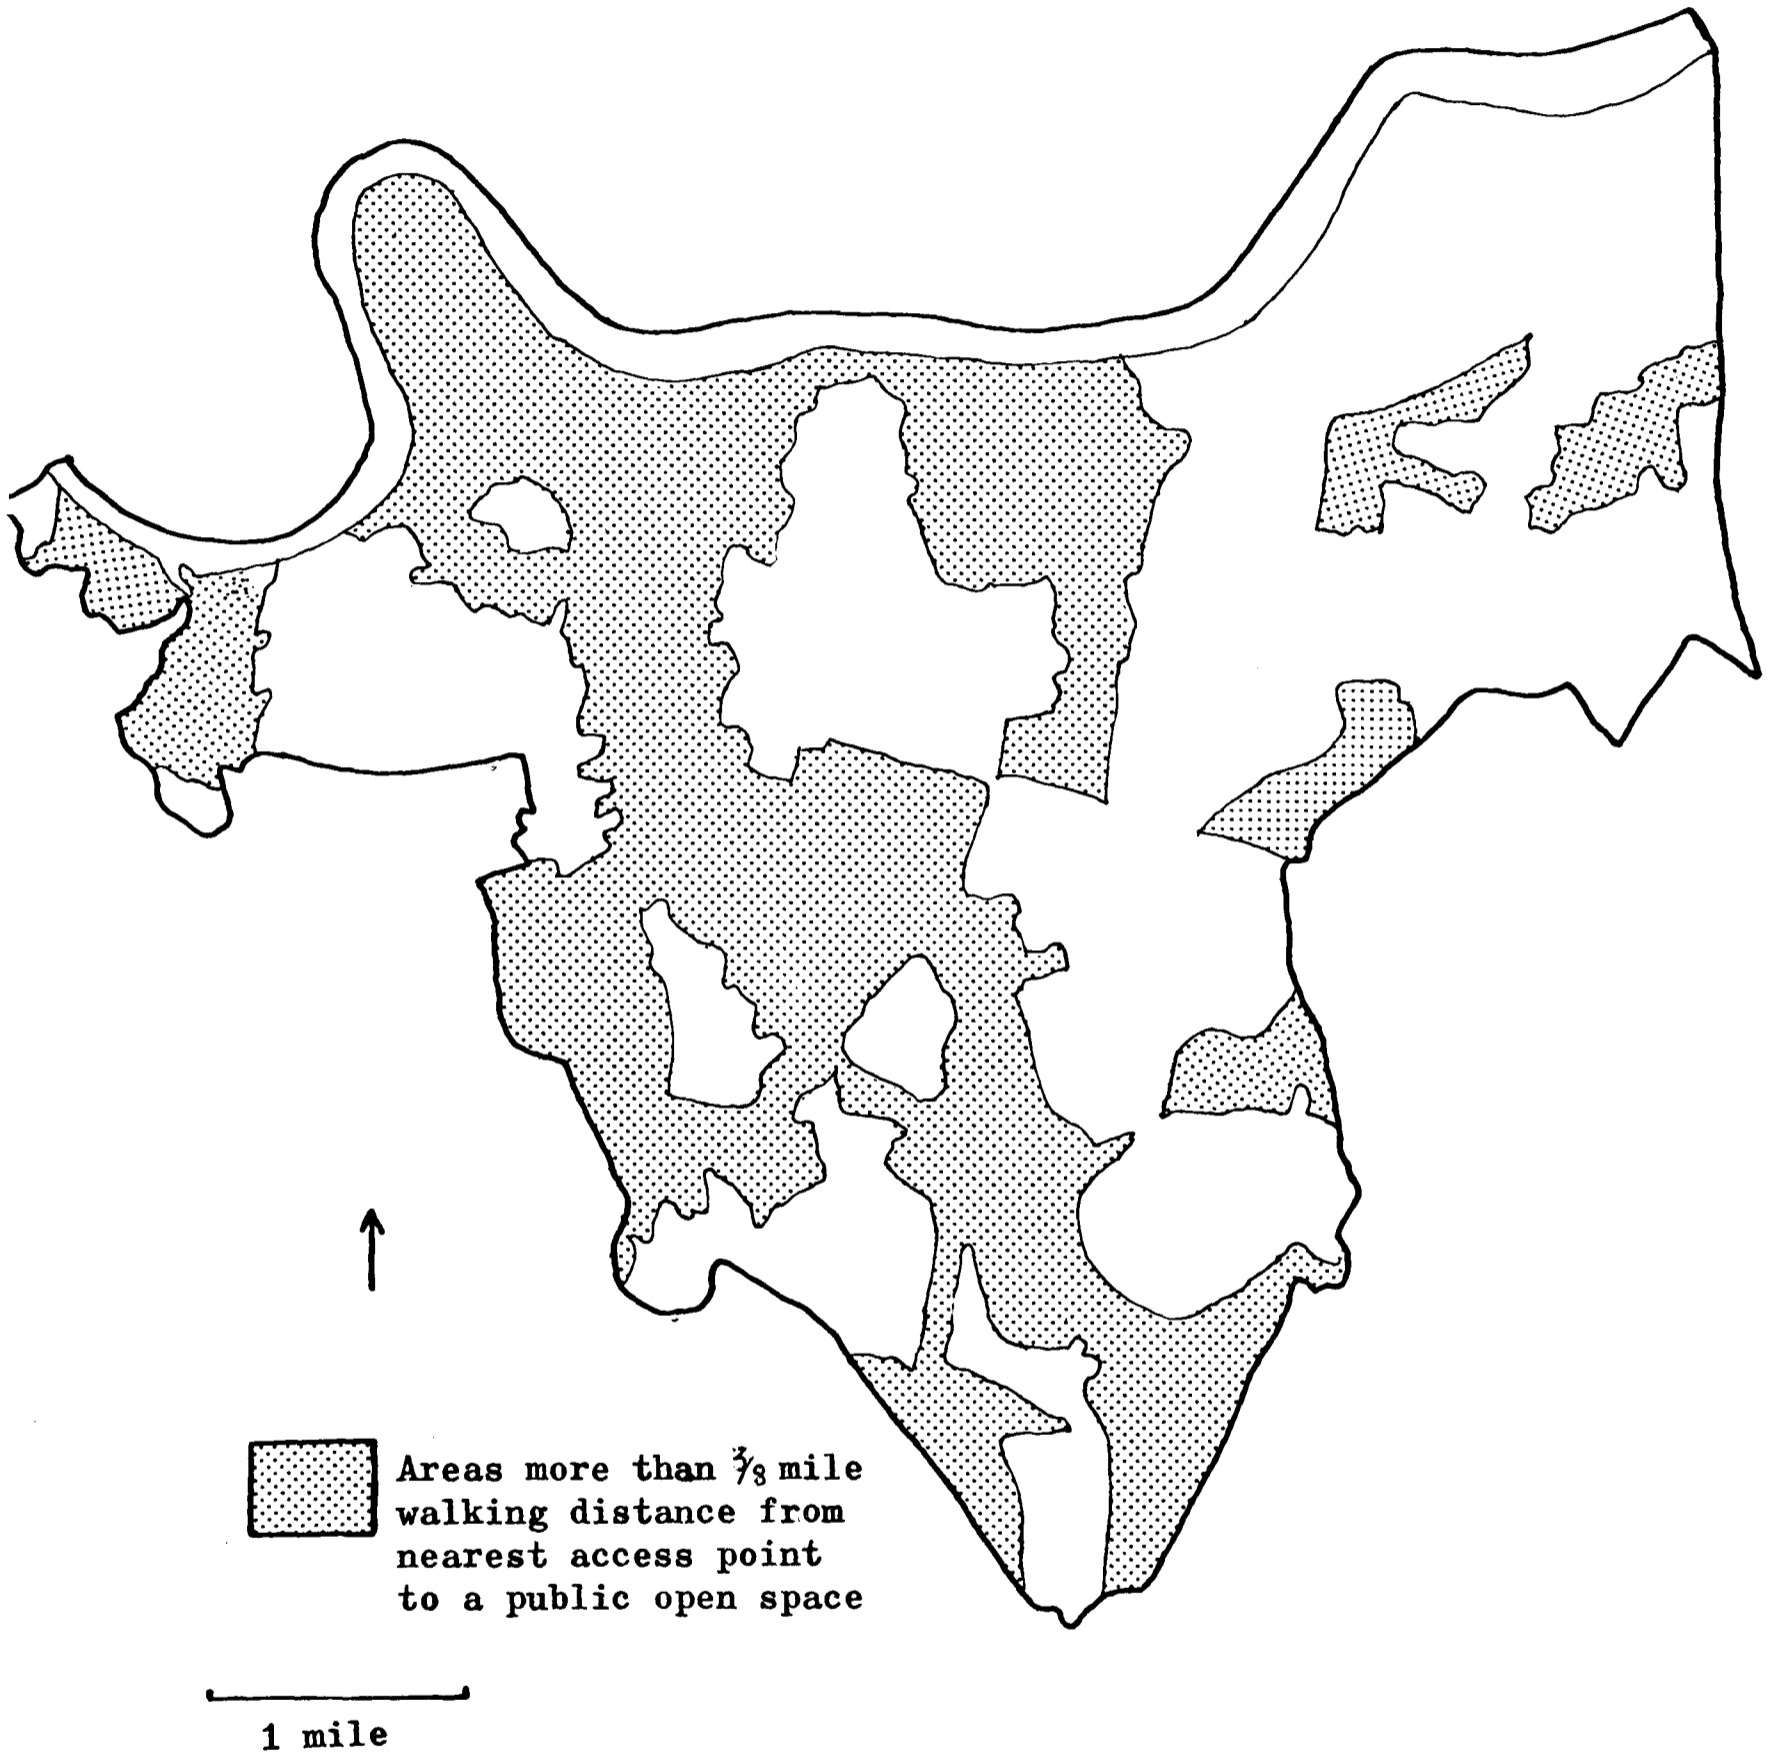 Areas more than 3/8 mile
walking distance from
nearest access point
to a public open space
1 mile